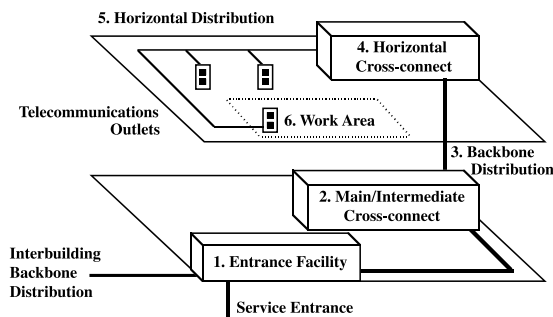 5. Horizontal Distribution
4. Horizontal
Cross-connect
Telecommunications
Outlets
6. Work Area
3. Backbone
Distribution
2. Main/Intermediate
Cross-connect
Interbuilding
Backbone
Distribution
1. Entrance Facility
Service Entrance